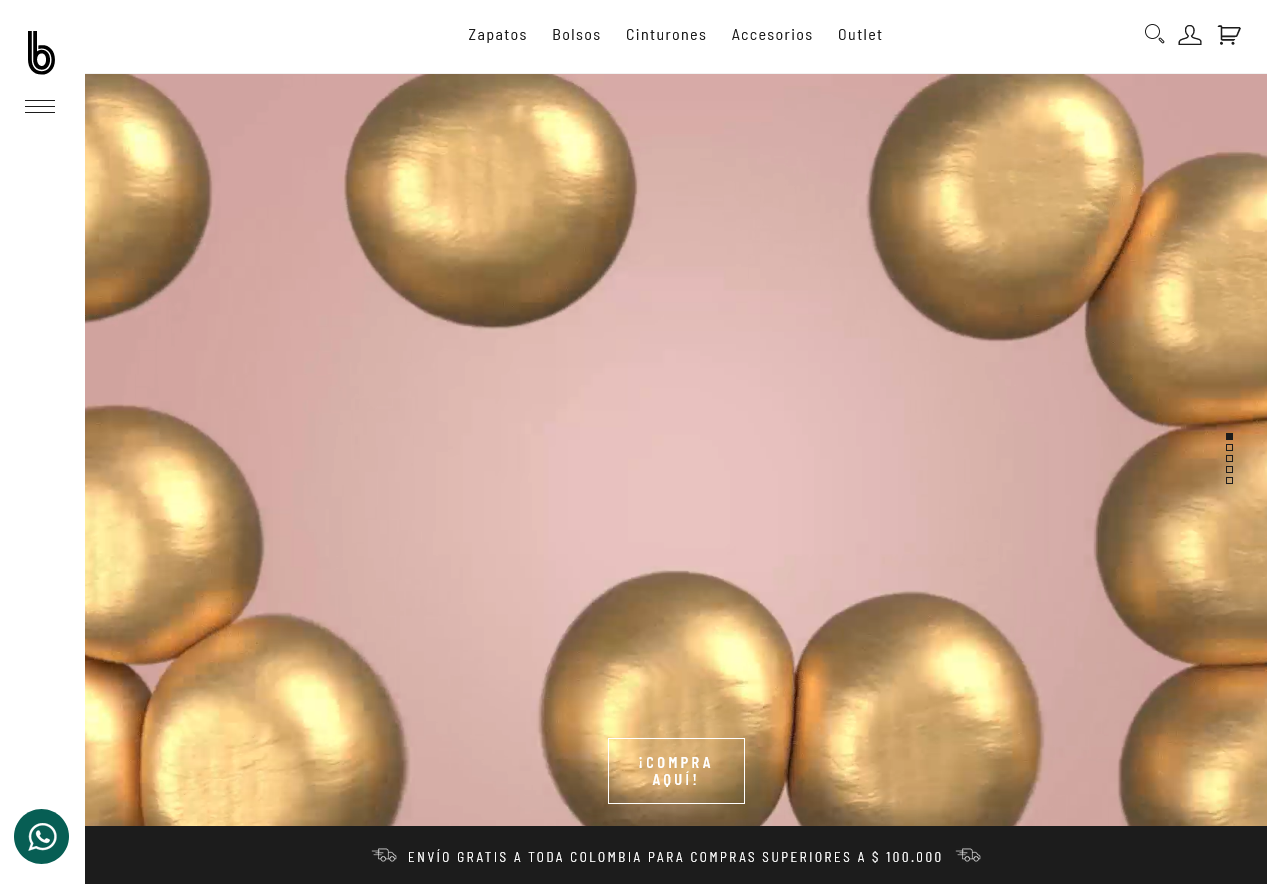 b
Zapatos Bolsos Cinturones Accesorios Outlet
¡COMPRA
AQUÍ!
ENVÍO GRATIS A TODA COLOMBIA PARA COMPRAS SUPERIORES A $ 100.000